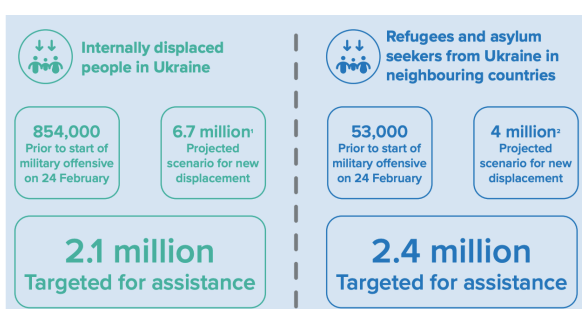 Internally displaced
people in Ukraine
854,000
Prior to start of
military offensive
on 24 February
6.7 million¹
Projected
scenario for new
displacement
2.1 million
Targeted for assistance
Refugees and asylum
seekers from Ukraine in
neighbouring countries
53,000
Prior to start of
military offensive
on 24 February
4 million²
Projected
scenario for new
displacement
2.4 million
Targeted for assistance